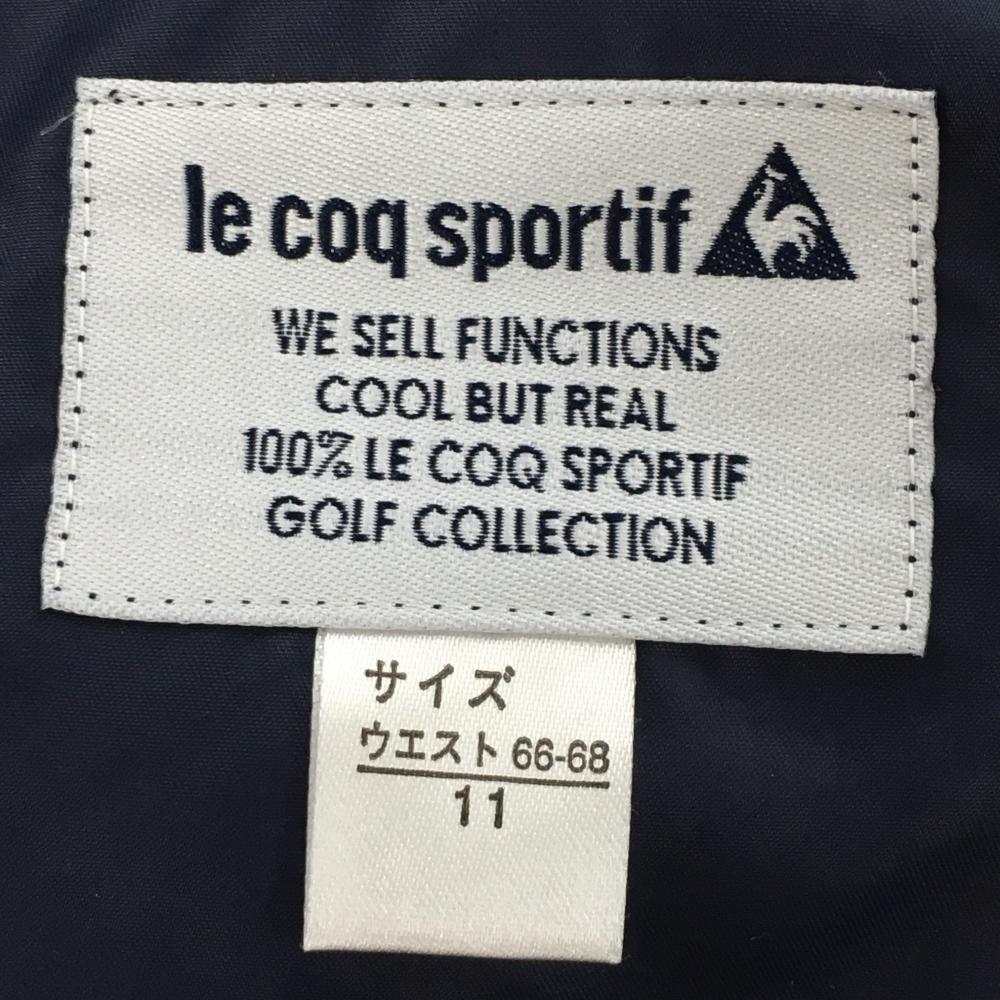 le coq sportif
WE SELL FUNCTIONS
COOL BUT REAL
100% LE COQ SPORTIF
GOLF COLLECTION
サイズ
ウエスト 66-68
11